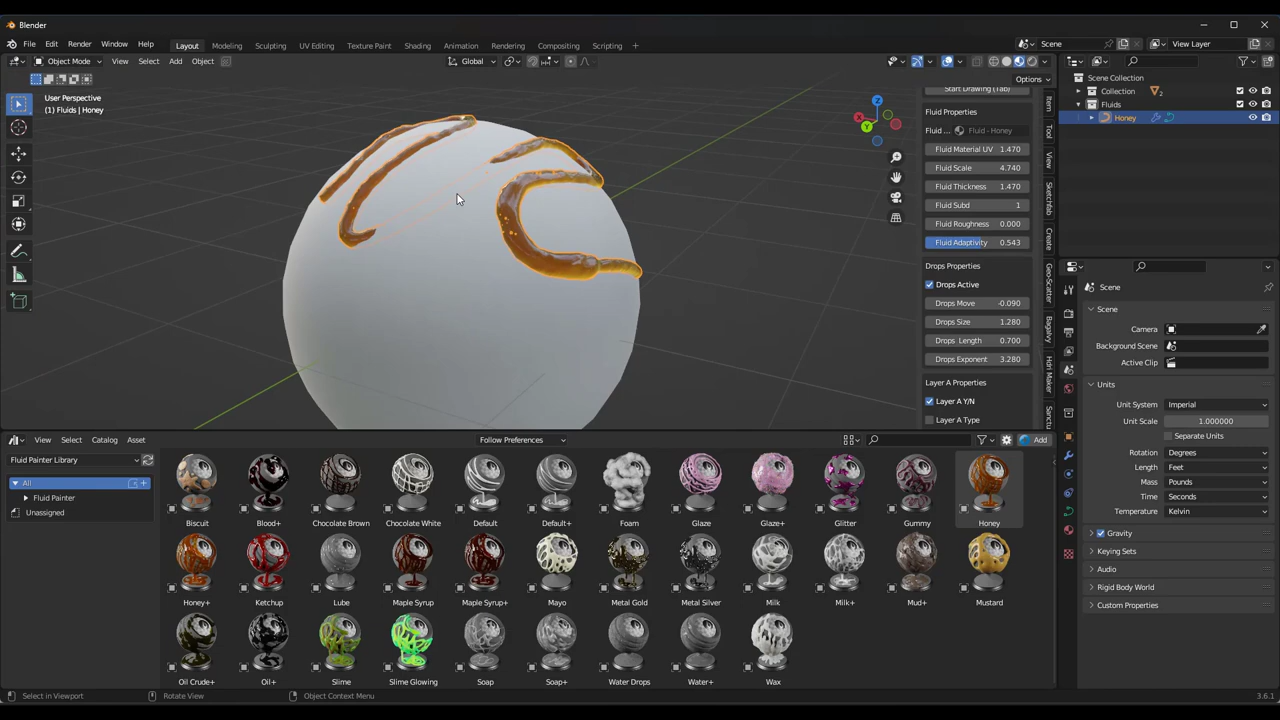 Blender
File Edit Render Window Help
Layout Modeling Sculpting UV Editing Texture Paint Shading Animation Rendering Compositing Scripting +
Scene
View Layer
Object Mode View Select Add Object
Global
Options
User Perspective
(1) Fluids | Honey
Z
X
Y
Start Drawing (Tab)
Fluid Properties
Fluid ... Fluid - Honey
Fluid Material UV 1.470
Fluid Scale 4.740
Fluid Thickness 1.470
Fluid Subd 1
Fluid Roughness 0.000
Fluid Adaptivity 0.543
Drops Properties
Drops Active
Drops Move -0.090
Drops Size 1.280
Drops Length 0.700
Drops Exponent 3.280
Layer A Properties
Layer A Y/N
Layer A Type
Item
Tool
View
Sketchfab
Create
Geo-Scatter
Bagapie
Hdri Maker
Sanctu
Scene Collection
Collection 2
Fluids
Honey
Scene
Scene
Camera
Background Scene
Active Clip
Units
Unit System Imperial
Unit Scale 1.000000
Separate Units
Rotation Degrees
Length Feet
Mass Pounds
Time Seconds
Temperature Kelvin
Gravity
Keying Sets
Audio
Rigid Body World
Custom Properties
View Select Catalog Asset
Follow Preferences
Add
Fluid Painter Library
All
Fluid Painter
Unassigned
Biscuit Blood+ Chocolate Brown Chocolate White Default Default+ Foam Glaze Glaze+ Glitter Gummy Honey
Honey+ Ketchup Lube Maple Syrup Maple Syrup+ Mayo Metal Gold Metal Silver Milk Milk+ Mud+ Mustard
Oil Crude+ Oil+ Slime Slime Glowing Soap Soap+ Water Drops Water+ Wax
Select in Viewport Rotate View Object Context Menu
3.6.1